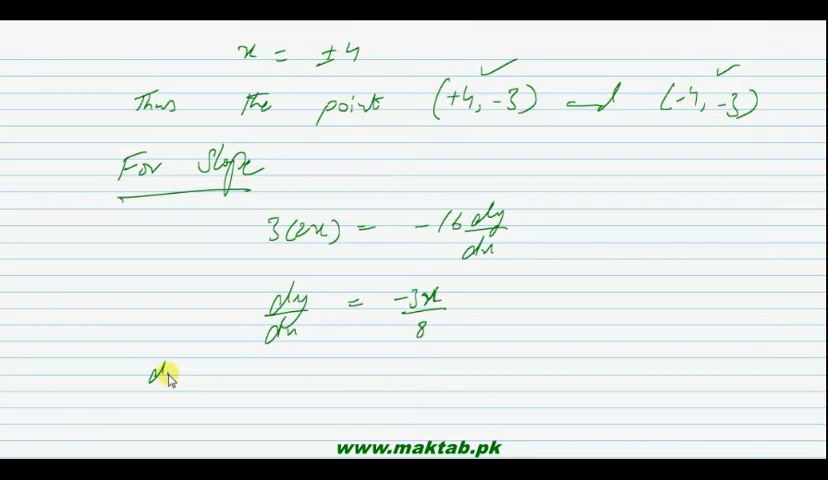 x = ±4
Thus the point (+4, -3) and (-4, -3)
For Slope
3(2x) = -16 dy/dx
dy/dx = -3x/8
d
www.maktab.pk